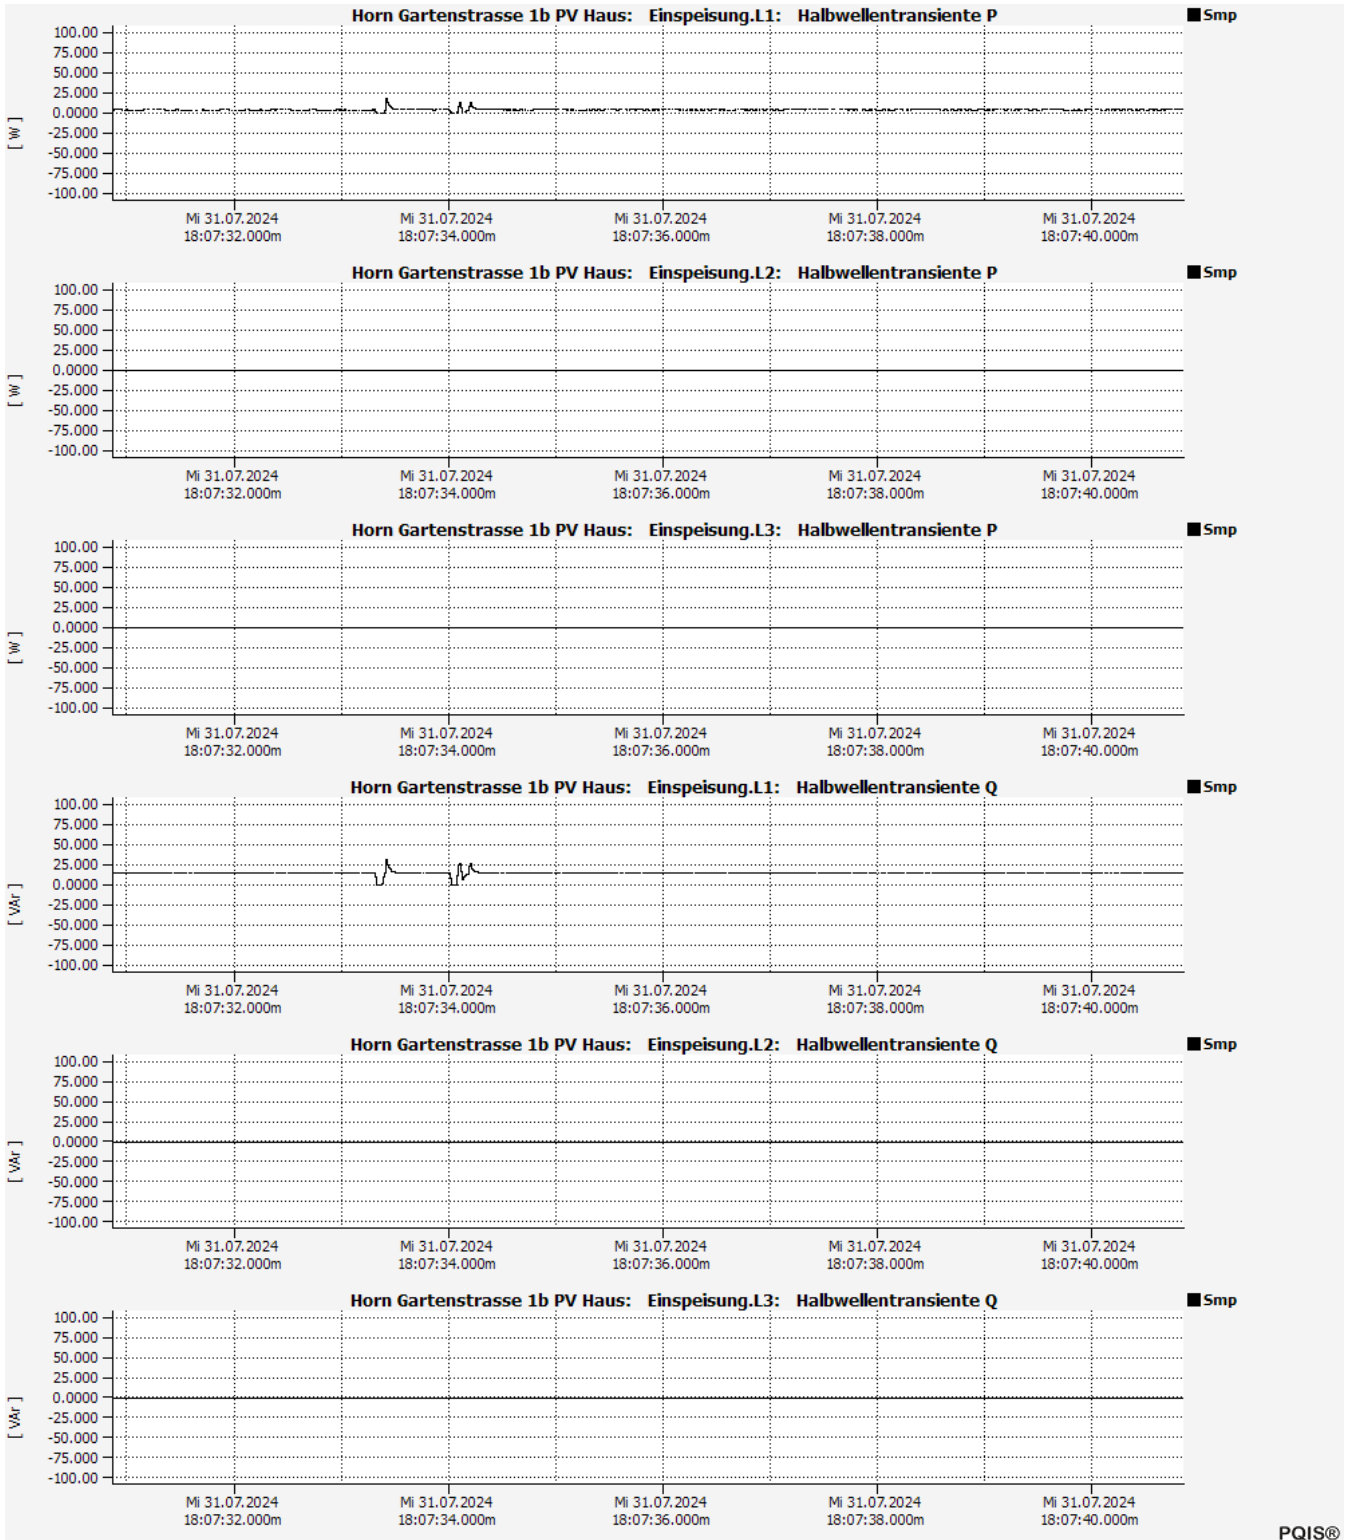 Horn Gartenstrasse 1b PV Haus: Einspeisung.L1: Halbwellentransiente P
Smp
100.00
75.000
50.000
25.000
0.0000
-25.000
-50.000
-75.000
-100.00
[ W ]
Mi 31.07.2024 Mi 31.07.2024 Mi 31.07.2024 Mi 31.07.2024 Mi 31.07.2024
18:07:32.000m 18:07:34.000m 18:07:36.000m 18:07:38.000m 18:07:40.000m
Horn Gartenstrasse 1b PV Haus: Einspeisung.L2: Halbwellentransiente P
Smp
100.00
75.000
50.000
25.000
0.0000
-25.000
-50.000
-75.000
-100.00
[ W ]
Mi 31.07.2024 Mi 31.07.2024 Mi 31.07.2024 Mi 31.07.2024 Mi 31.07.2024
18:07:32.000m 18:07:34.000m 18:07:36.000m 18:07:38.000m 18:07:40.000m
Horn Gartenstrasse 1b PV Haus: Einspeisung.L3: Halbwellentransiente P
Smp
100.00
75.000
50.000
25.000
0.0000
-25.000
-50.000
-75.000
-100.00
[ W ]
Mi 31.07.2024 Mi 31.07.2024 Mi 31.07.2024 Mi 31.07.2024 Mi 31.07.2024
18:07:32.000m 18:07:34.000m 18:07:36.000m 18:07:38.000m 18:07:40.000m
Horn Gartenstrasse 1b PV Haus: Einspeisung.L1: Halbwellentransiente Q
Smp
100.00
75.000
50.000
25.000
0.0000
-25.000
-50.000
-75.000
-100.00
[ VAr ]
Mi 31.07.2024 Mi 31.07.2024 Mi 31.07.2024 Mi 31.07.2024 Mi 31.07.2024
18:07:32.000m 18:07:34.000m 18:07:36.000m 18:07:38.000m 18:07:40.000m
Horn Gartenstrasse 1b PV Haus: Einspeisung.L2: Halbwellentransiente Q
Smp
100.00
75.000
50.000
25.000
0.0000
-25.000
-50.000
-75.000
-100.00
[ VAr ]
Mi 31.07.2024 Mi 31.07.2024 Mi 31.07.2024 Mi 31.07.2024 Mi 31.07.2024
18:07:32.000m 18:07:34.000m 18:07:36.000m 18:07:38.000m 18:07:40.000m
Horn Gartenstrasse 1b PV Haus: Einspeisung.L3: Halbwellentransiente Q
Smp
100.00
75.000
50.000
25.000
0.0000
-25.000
-50.000
-75.000
-100.00
[ VAr ]
Mi 31.07.2024 Mi 31.07.2024 Mi 31.07.2024 Mi 31.07.2024 Mi 31.07.2024
18:07:32.000m 18:07:34.000m 18:07:36.000m 18:07:38.000m 18:07:40.000m
PQIS®